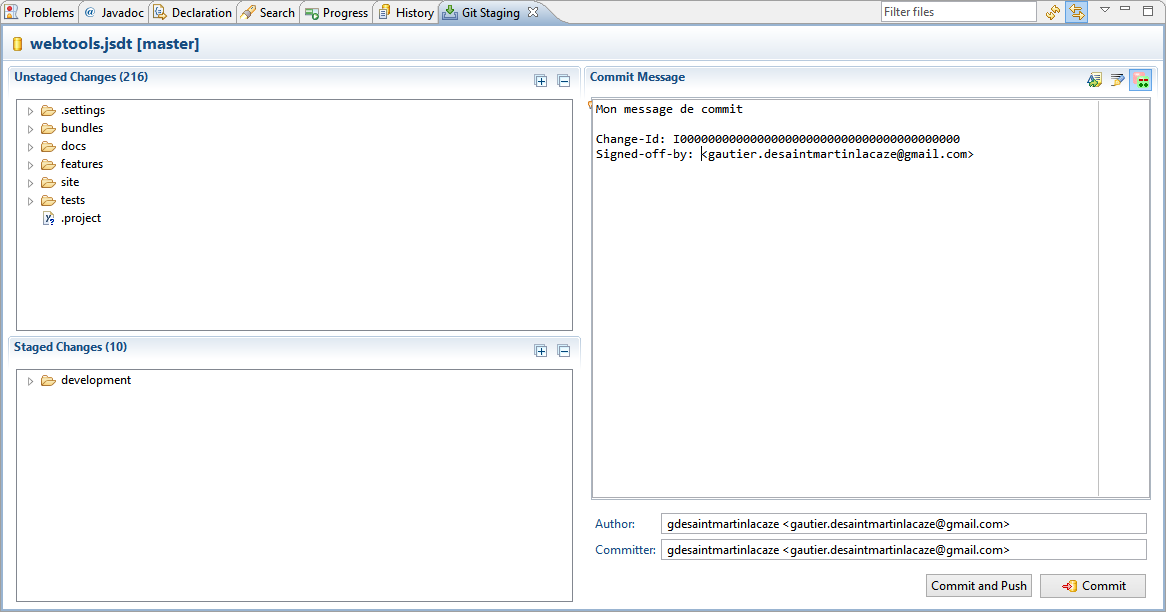 Problems @ Javadoc Declaration Search Progress History Git Staging Filter files
webtools.jsdt [master]
Unstaged Changes (216)
.settings
bundles
docs
features
site
tests
.project
Staged Changes (10)
development
Commit Message
Mon message de commit
Change-Id: I0000000000000000000000000000000000000000
Signed-off-by: <gautier.desaintmartinlacaze@gmail.com>
Author: gdesaintmartinlacaze <gautier.desaintmartinlacaze@gmail.com>
Committer: gdesaintmartinlacaze <gautier.desaintmartinlacaze@gmail.com>
Commit and Push Commit